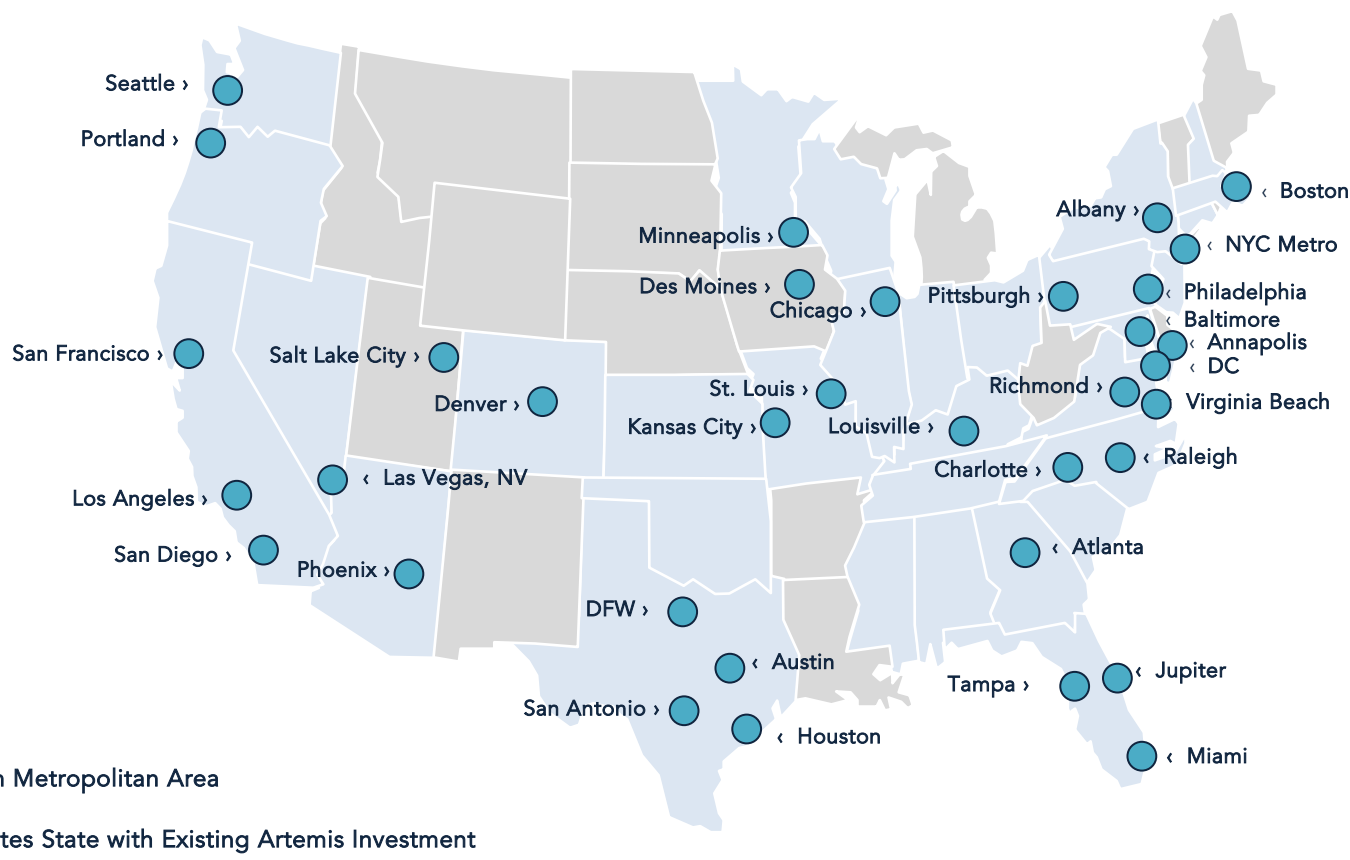 Seattle ›
Portland ›
‹ Boston
Albany ›
Minneapolis ›
‹ NYC Metro
Des Moines ›
Chicago ›
Pittsburgh ›
‹ Philadelphia
‹ Baltimore
‹ Annapolis
San Francisco ›
Salt Lake City ›
‹ DC
Denver ›
St. Louis ›
Richmond ›
Virginia Beach
Kansas City ›
Louisville ›
‹ Raleigh
Charlotte ›
‹ Las Vegas, NV
Los Angeles ›
San Diego ›
Phoenix ›
‹ Atlanta
DFW ›
‹ Austin
‹ Jupiter
Tampa ›
San Antonio ›
‹ Houston
‹ Miami
Metropolitan Area
State with Existing Artemis Investment